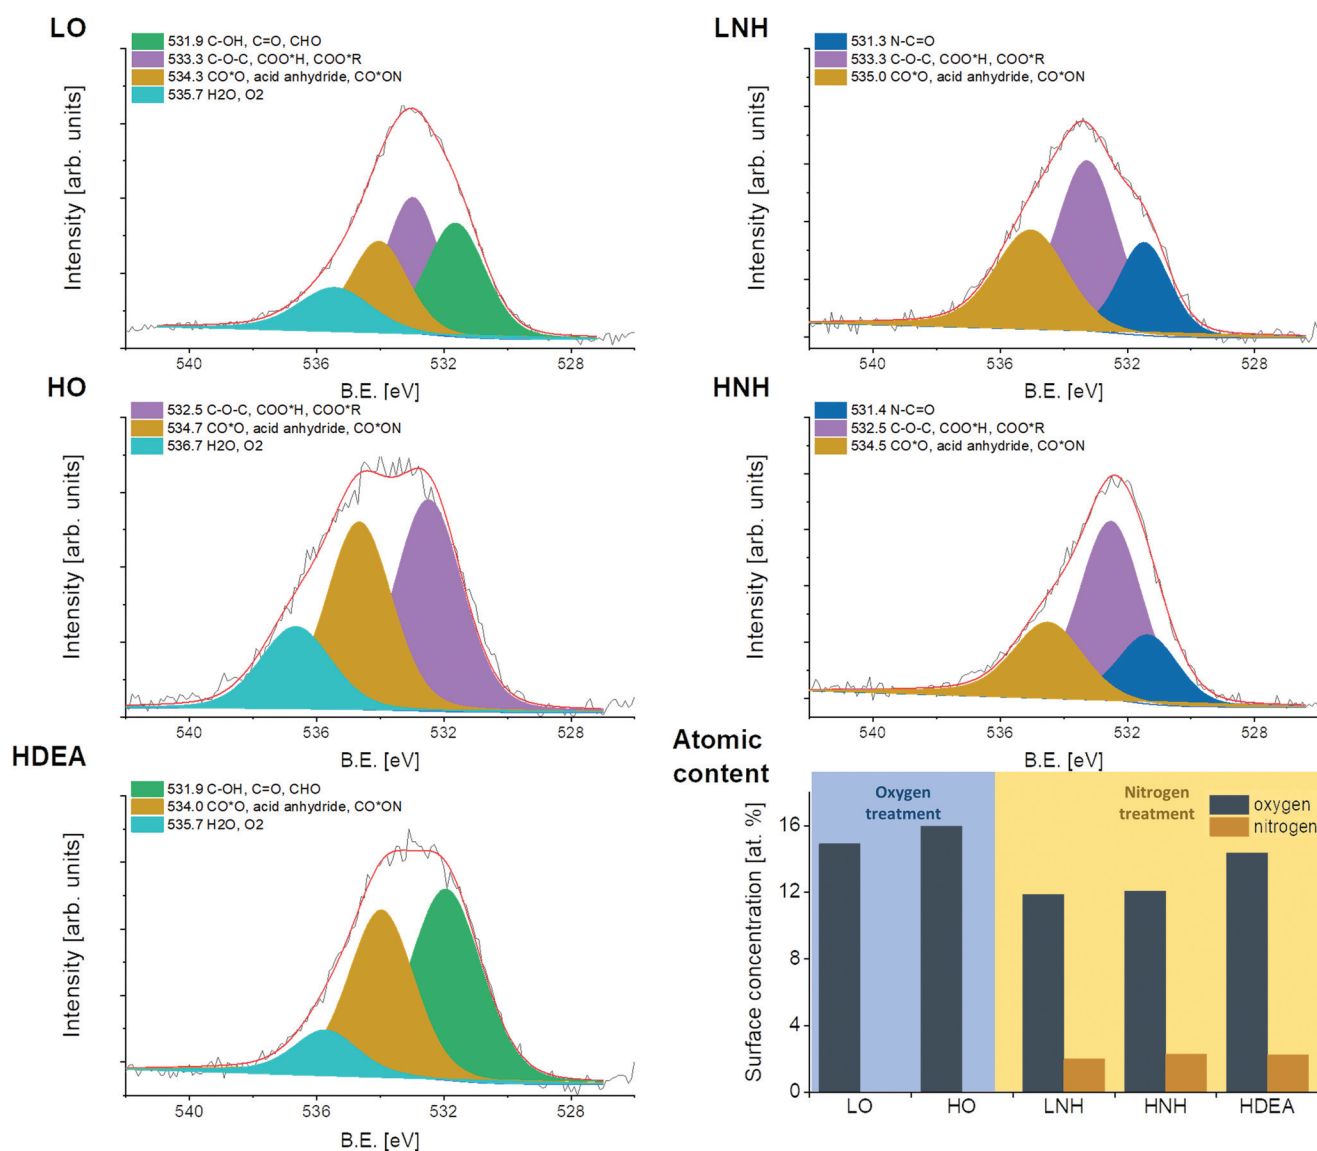 LO
531.9 C-OH, C=O, CHO
533.3 C-O-C, COO*H, COO*R
534.3 CO*O, acid anhydride, CO*ON
535.7 H2O, O2
Intensity [arb. units]
540 536 532 528
B.E. [eV]
LNH
531.3 N-C=O
533.3 C-O-C, COO*H, COO*R
535.0 CO*O, acid anhydride, CO*ON
Intensity [arb. units]
540 536 532 528
B.E. [eV]
HO
532.5 C-O-C, COO*H, COO*R
534.7 CO*O, acid anhydride, CO*ON
536.7 H2O, O2
Intensity [arb. units]
540 536 532 528
B.E. [eV]
HNH
531.4 N-C=O
532.5 C-O-C, COO*H, COO*R
534.5 CO*O, acid anhydride, CO*ON
Intensity [arb. units]
540 536 532 528
B.E. [eV]
HDEA
531.9 C-OH, C=O, CHO
534.0 CO*O, acid anhydride, CO*ON
535.7 H2O, O2
Intensity [arb. units]
540 536 532 528
B.E. [eV]
Atomic
content
Oxygen
treatment
Nitrogen
treatment
oxygen
nitrogen
Surface concentration [at. %]
16
12
8
4
0
LO HO LNH HNH HDEA